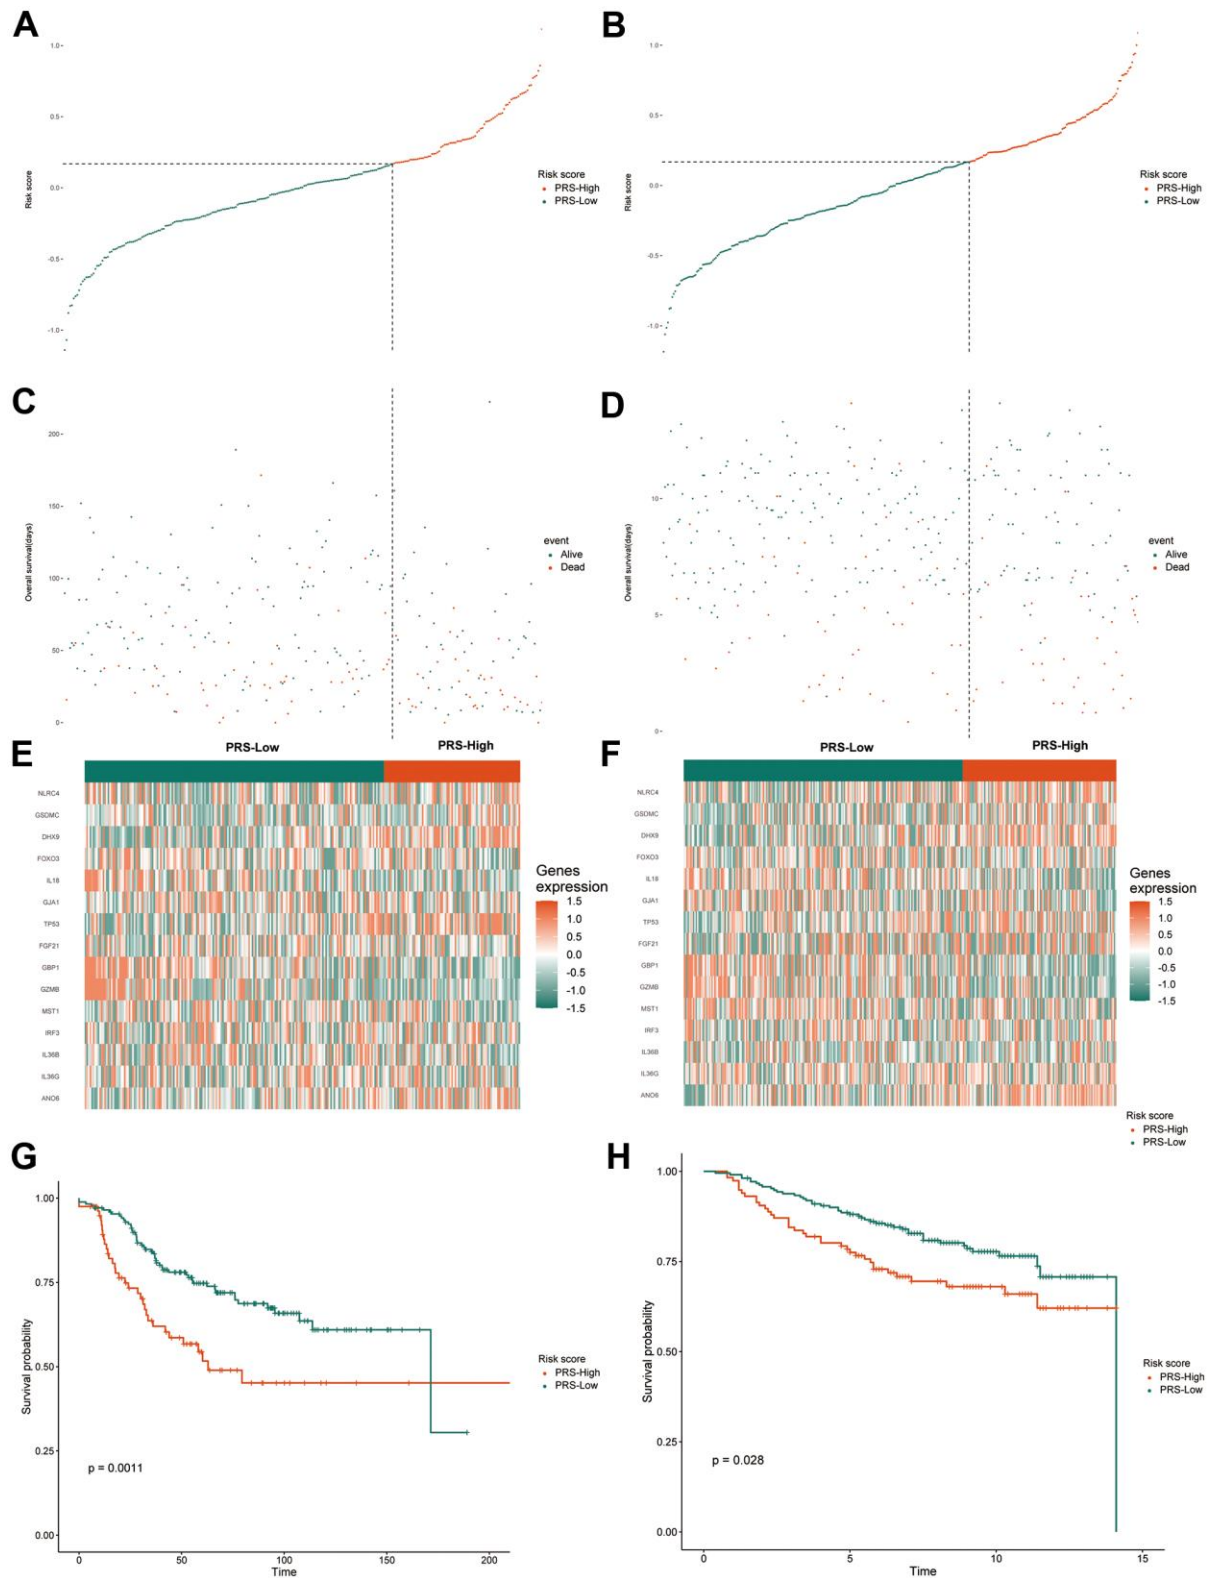 A
1.0-
0.5-
0.0-
-0.5-
-1.0-
Risk score
Risk score
PRS-High
PRS-Low
B
1.0-
0.5-
0.0-
-0.5-
-1.0-
Risk score
Risk score
PRS-High
PRS-Low
C
200-
150-
100-
50-
0-
Overall survival(days)
event
Alive
Dead
D
10-
5-
0-
Overall survival(days)
event
Alive
Dead
E
PRS-Low PRS-High
NLRC4
GSDMC
DHX9
FOXO3
IL18
GJA1
TP53
FGF21
GBP1
GZMB
MST1
IRF3
IL36B
IL36G
ANO6
Genes
expression
1.5
1.0
0.5
0.0
-0.5
-1.0
-1.5
F
PRS-Low PRS-High
NLRC4
GSDMC
DHX9
FOXO3
IL18
GJA1
TP53
FGF21
GBP1
GZMB
MST1
IRF3
IL36B
IL36G
ANO6
Genes
expression
1.5
1.0
0.5
0.0
-0.5
-1.0
-1.5
Risk score
PRS-High
PRS-Low
G
1.00
0.75
0.50
0.25
0.00
Survival probability
p = 0.0011
0 50 100 150 200
Time
Risk score
PRS-High
PRS-Low
H
1.00
0.75
0.50
0.25
0.00
Survival probability
p = 0.028
0 5 10 15
Time
Risk score
PRS-High
PRS-Low